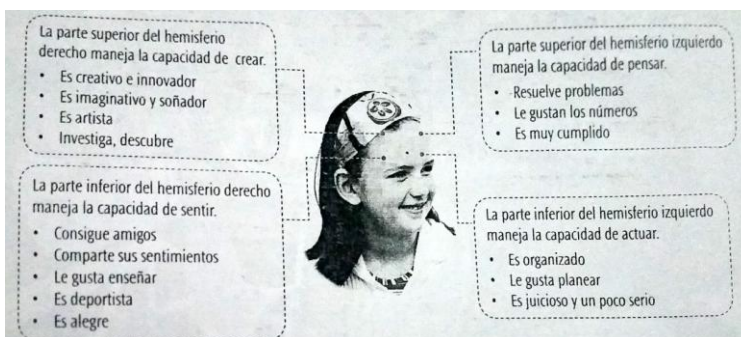 La parte superior del hemisferio
derecho maneja la capacidad de crear.
• Es creativo e innovador
• Es imaginativo y soñador
• Es artista
• Investiga, descubre
La parte inferior del hemisferio derecho
maneja la capacidad de sentir.
• Consigue amigos
• Comparte sus sentimientos
• Le gusta enseñar
• Es deportista
• Es alegre
La parte superior del hemisferio izquierdo
maneja la capacidad de pensar.
• Resuelve problemas
• Le gustan los números
• Es muy cumplido
La parte inferior del hemisferio izquierdo
maneja la capacidad de actuar.
• Es organizado
• Le gusta planear
• Es juicioso y un poco serio